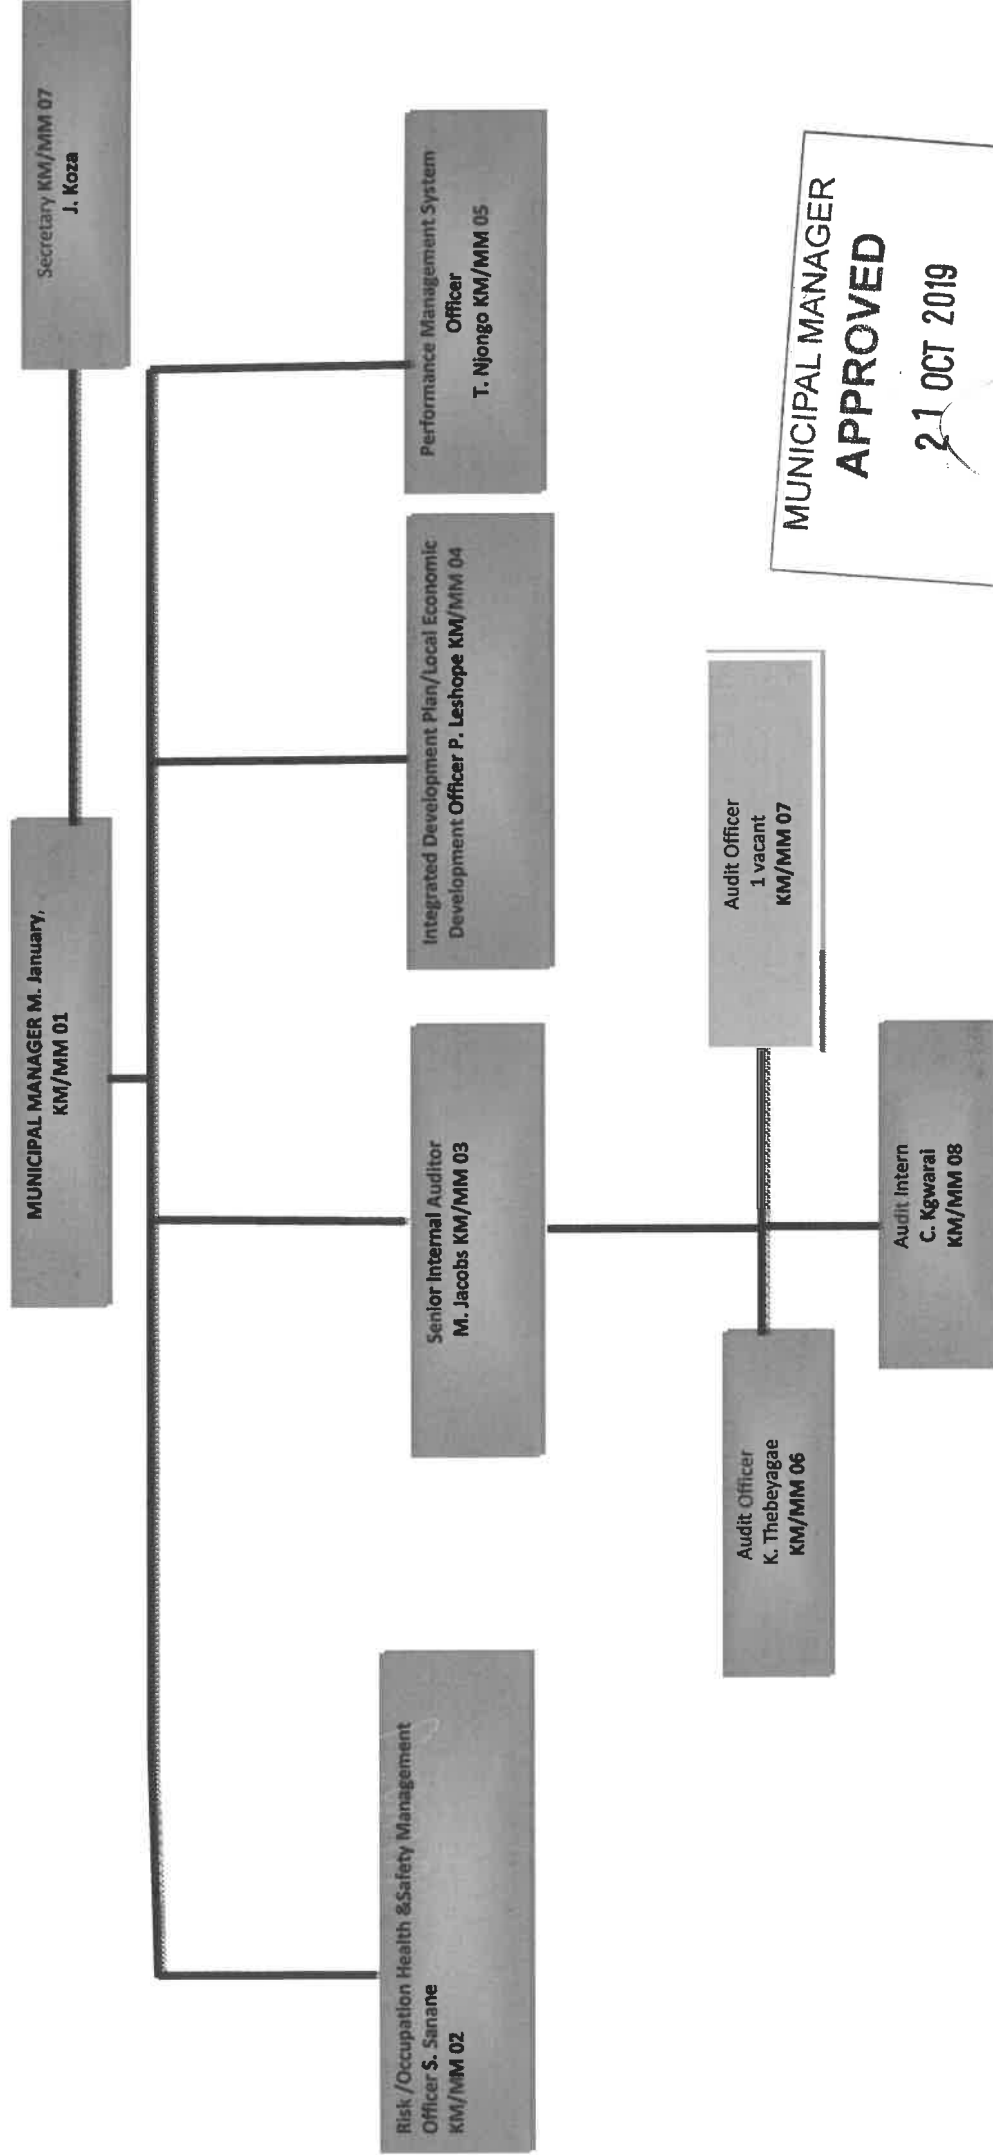 MUNICIPAL MANAGER M. January,
KM/MM 01
Secretary KM/MM 07
J. Koza
Risk /Occupation Health &Safety Management
Officer S. Sanane
KM/MM 02
Senior Internal Auditor
M. Jacobs KM/MM 03
Integrated Development Plan/Local Economic
Development Officer P. Leshope KM/MM 04
Performance Management System
Officer
T. Njongo KM/MM 05
Audit Officer
K. Thebeyagae
KM/MM 06
Audit Officer
1 vacant
KM/MM 07
Audit Intern
C. Kgwarai
KM/MM 08
MUNICIPAL MANAGER
APPROVED
21 OCT 2019